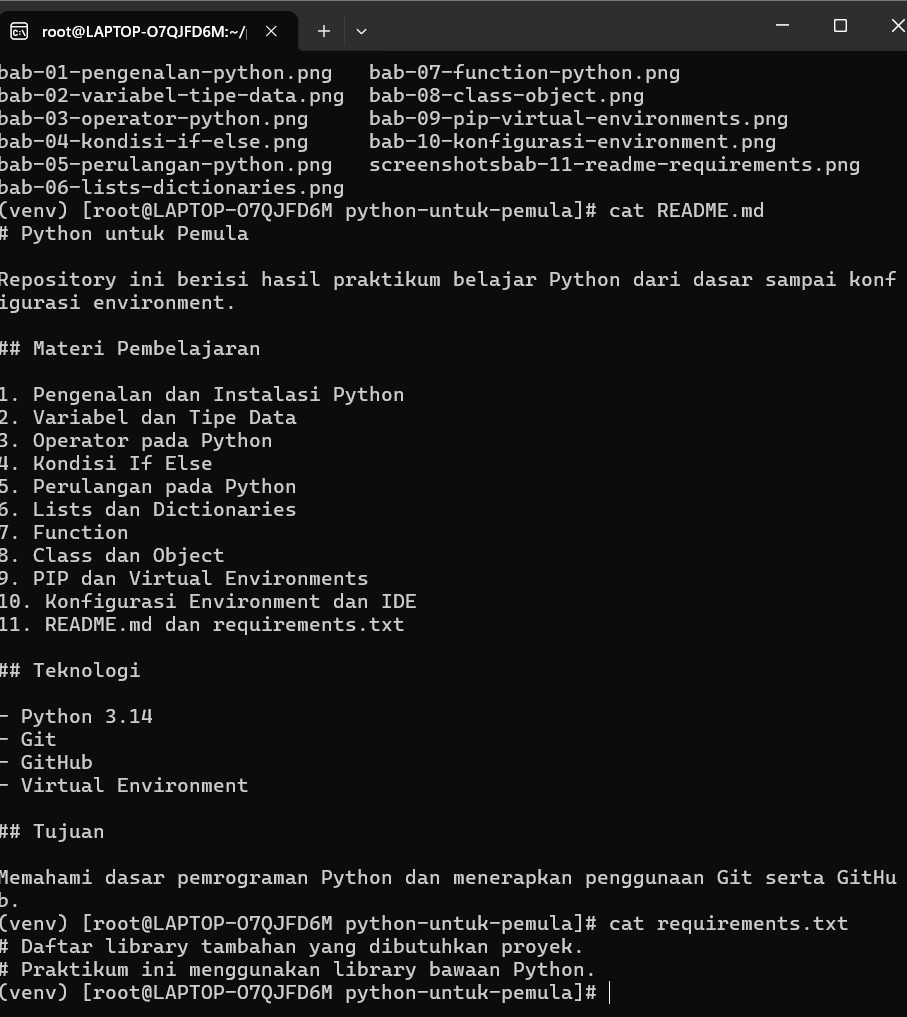 root@LAPTOP-O7QJFD6M:~/
bab-01-pengenalan-python.png bab-07-function-python.png
bab-02-variabel-tipe-data.png bab-08-class-object.png
bab-03-operator-python.png bab-09-pip-virtual-environments.png
bab-04-kondisi-if-else.png bab-10-konfigurasi-environment.png
bab-05-perulangan-python.png screenshotsbab-11-readme-requirements.png
bab-06-lists-dictionaries.png
(venv) [root@LAPTOP-O7QJFD6M python-untuk-pemula]# cat README.md
# Python untuk Pemula
Repository ini berisi hasil praktikum belajar Python dari dasar sampai konf
igurasi environment.
## Materi Pembelajaran
1. Pengenalan dan Instalasi Python
2. Variabel dan Tipe Data
3. Operator pada Python
4. Kondisi If Else
5. Perulangan pada Python
6. Lists dan Dictionaries
7. Function
8. Class dan Object
9. PIP dan Virtual Environments
10. Konfigurasi Environment dan IDE
11. README.md dan requirements.txt
## Teknologi
- Python 3.14
- Git
- GitHub
- Virtual Environment
## Tujuan
Memahami dasar pemrograman Python dan menerapkan penggunaan Git serta GitHu
b.
(venv) [root@LAPTOP-O7QJFD6M python-untuk-pemula]# cat requirements.txt
# Daftar library tambahan yang dibutuhkan proyek.
# Praktikum ini menggunakan library bawaan Python.
(venv) [root@LAPTOP-O7QJFD6M python-untuk-pemula]#